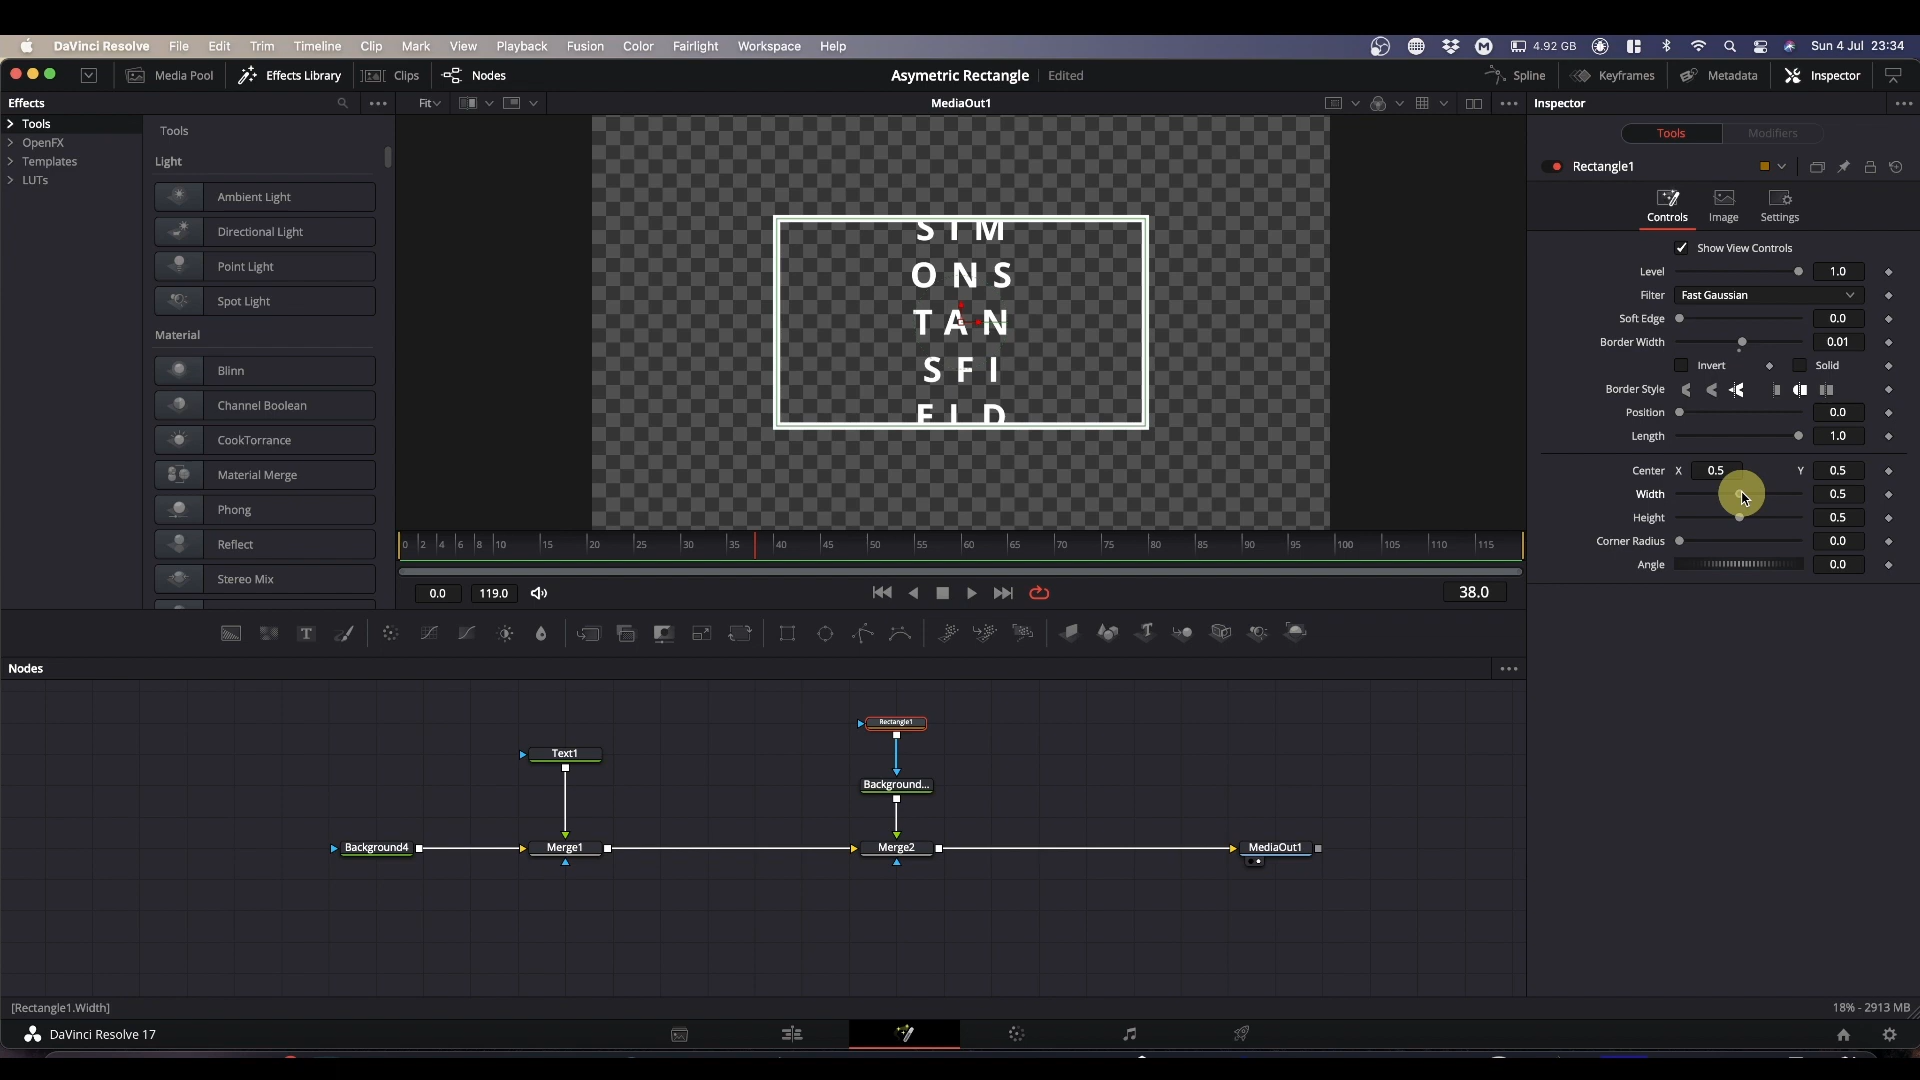 DaVinci Resolve File Edit Trim Timeline Clip Mark View Playback Fusion Color Fairlight Workspace Help 4.92 GB Sun 4 Jul 23:34
Media Pool Effects Library Clips Nodes Asymetric Rectangle Edited Spline Keyframes Metadata Inspector
Effects Fit MediaOut1 Inspector
Tools
OpenFX
Templates
LUTs
Tools
Light
Ambient Light
Directional Light
Point Light
Spot Light
Material
Blinn
Channel Boolean
CookTorrance
Material Merge
Phong
Reflect
Stereo Mix
S I M
O N S
T A N
S F I
E L D
0 2 4 6 8 10 15 20 25 30 35 40 45 50 55 60 65 70 75 80 85 90 95 100 105 110 115
0.0 119.0 38.0
Tools Modifiers
Rectangle1
Controls Image Settings
Show View Controls
Level 1.0
Filter Fast Gaussian
Soft Edge 0.0
Border Width 0.01
Invert Solid
Border Style
Position 0.0
Length 1.0
Center X 0.5 Y 0.5
Width 0.5
Height 0.5
Corner Radius 0.0
Angle 0.0
T T
Nodes
Rectangle1
Text1
Background...
Background4 Merge1 Merge2 MediaOut1
[Rectangle1.Width] 18% - 2913 MB
DaVinci Resolve 17